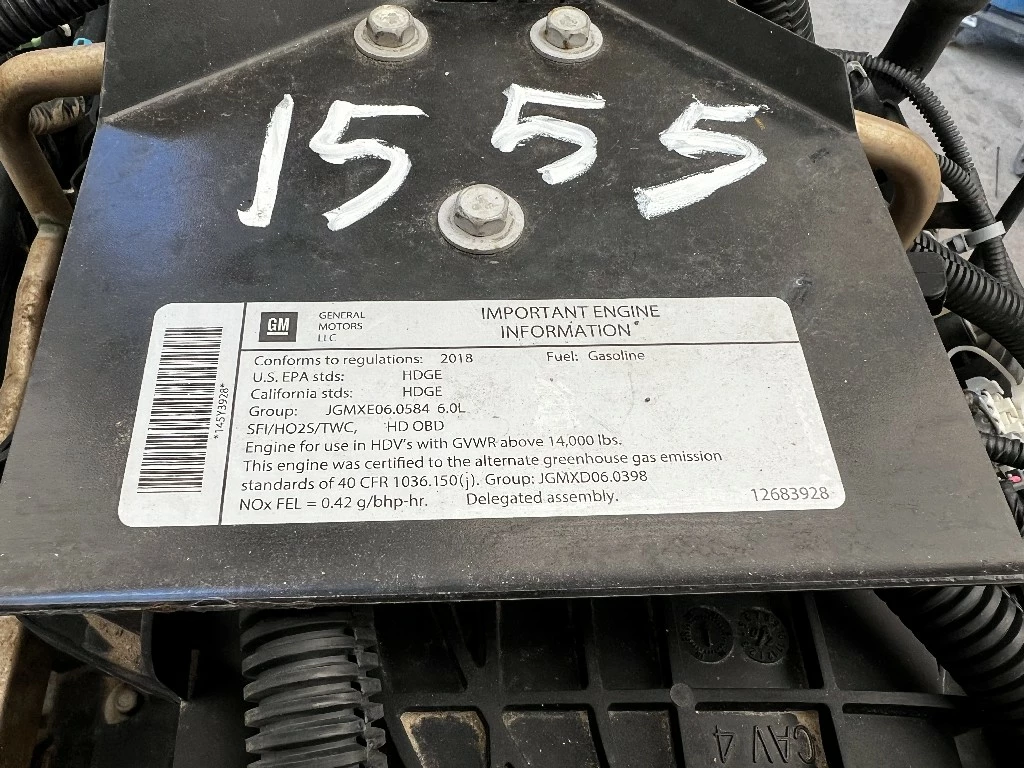 1555
GM
GENERAL
MOTORS
LLC
IMPORTANT ENGINE
INFORMATION
Conforms to regulations: 2018 Fuel: Gasoline
U.S. EPA stds: HDGE
California stds: HDGE
Group: JGMXE06.0584 6.0L
SFI/HO2S/TWC, HD OBD
Engine for use in HDV's with GVWR above 14,000 lbs.
This engine was certified to the alternate greenhouse gas emission
standards of 40 CFR 1036.150(j). Group: JGMXD06.0398
NOx FEL = 0.42 g/bhp-hr. Delegated assembly.
12683928
*145Y3928*
CAV 4